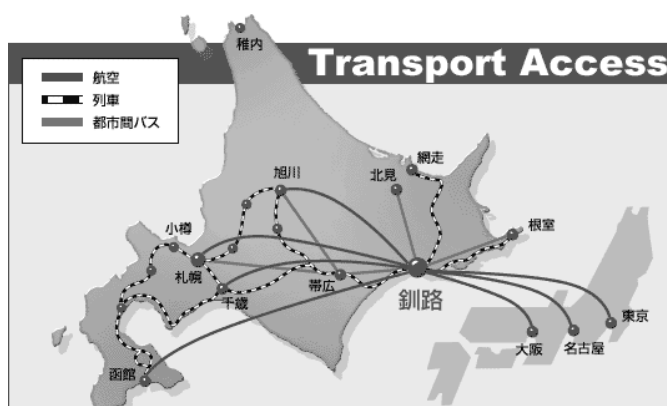 稚内
Transport Access
航空
列車
都市間バス
網走
旭川
北見
小樽
根室
札幌
千歳
帯広
釧路
東京
大阪
名古屋
函館